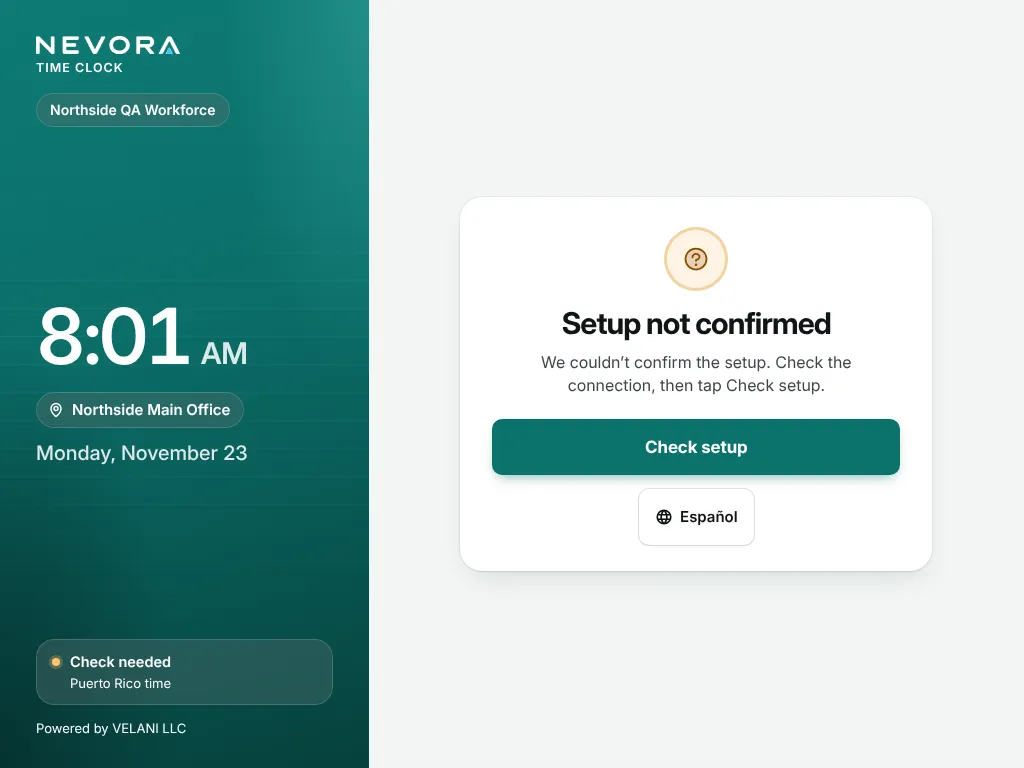 NEVORA
TIME CLOCK
Northside QA Workforce
8:01 AM
Northside Main Office
Monday, November 23
Check needed
Puerto Rico time
Powered by VELANI LLC
Setup not confirmed
We couldn’t confirm the setup. Check the
connection, then tap Check setup.
Check setup
Español